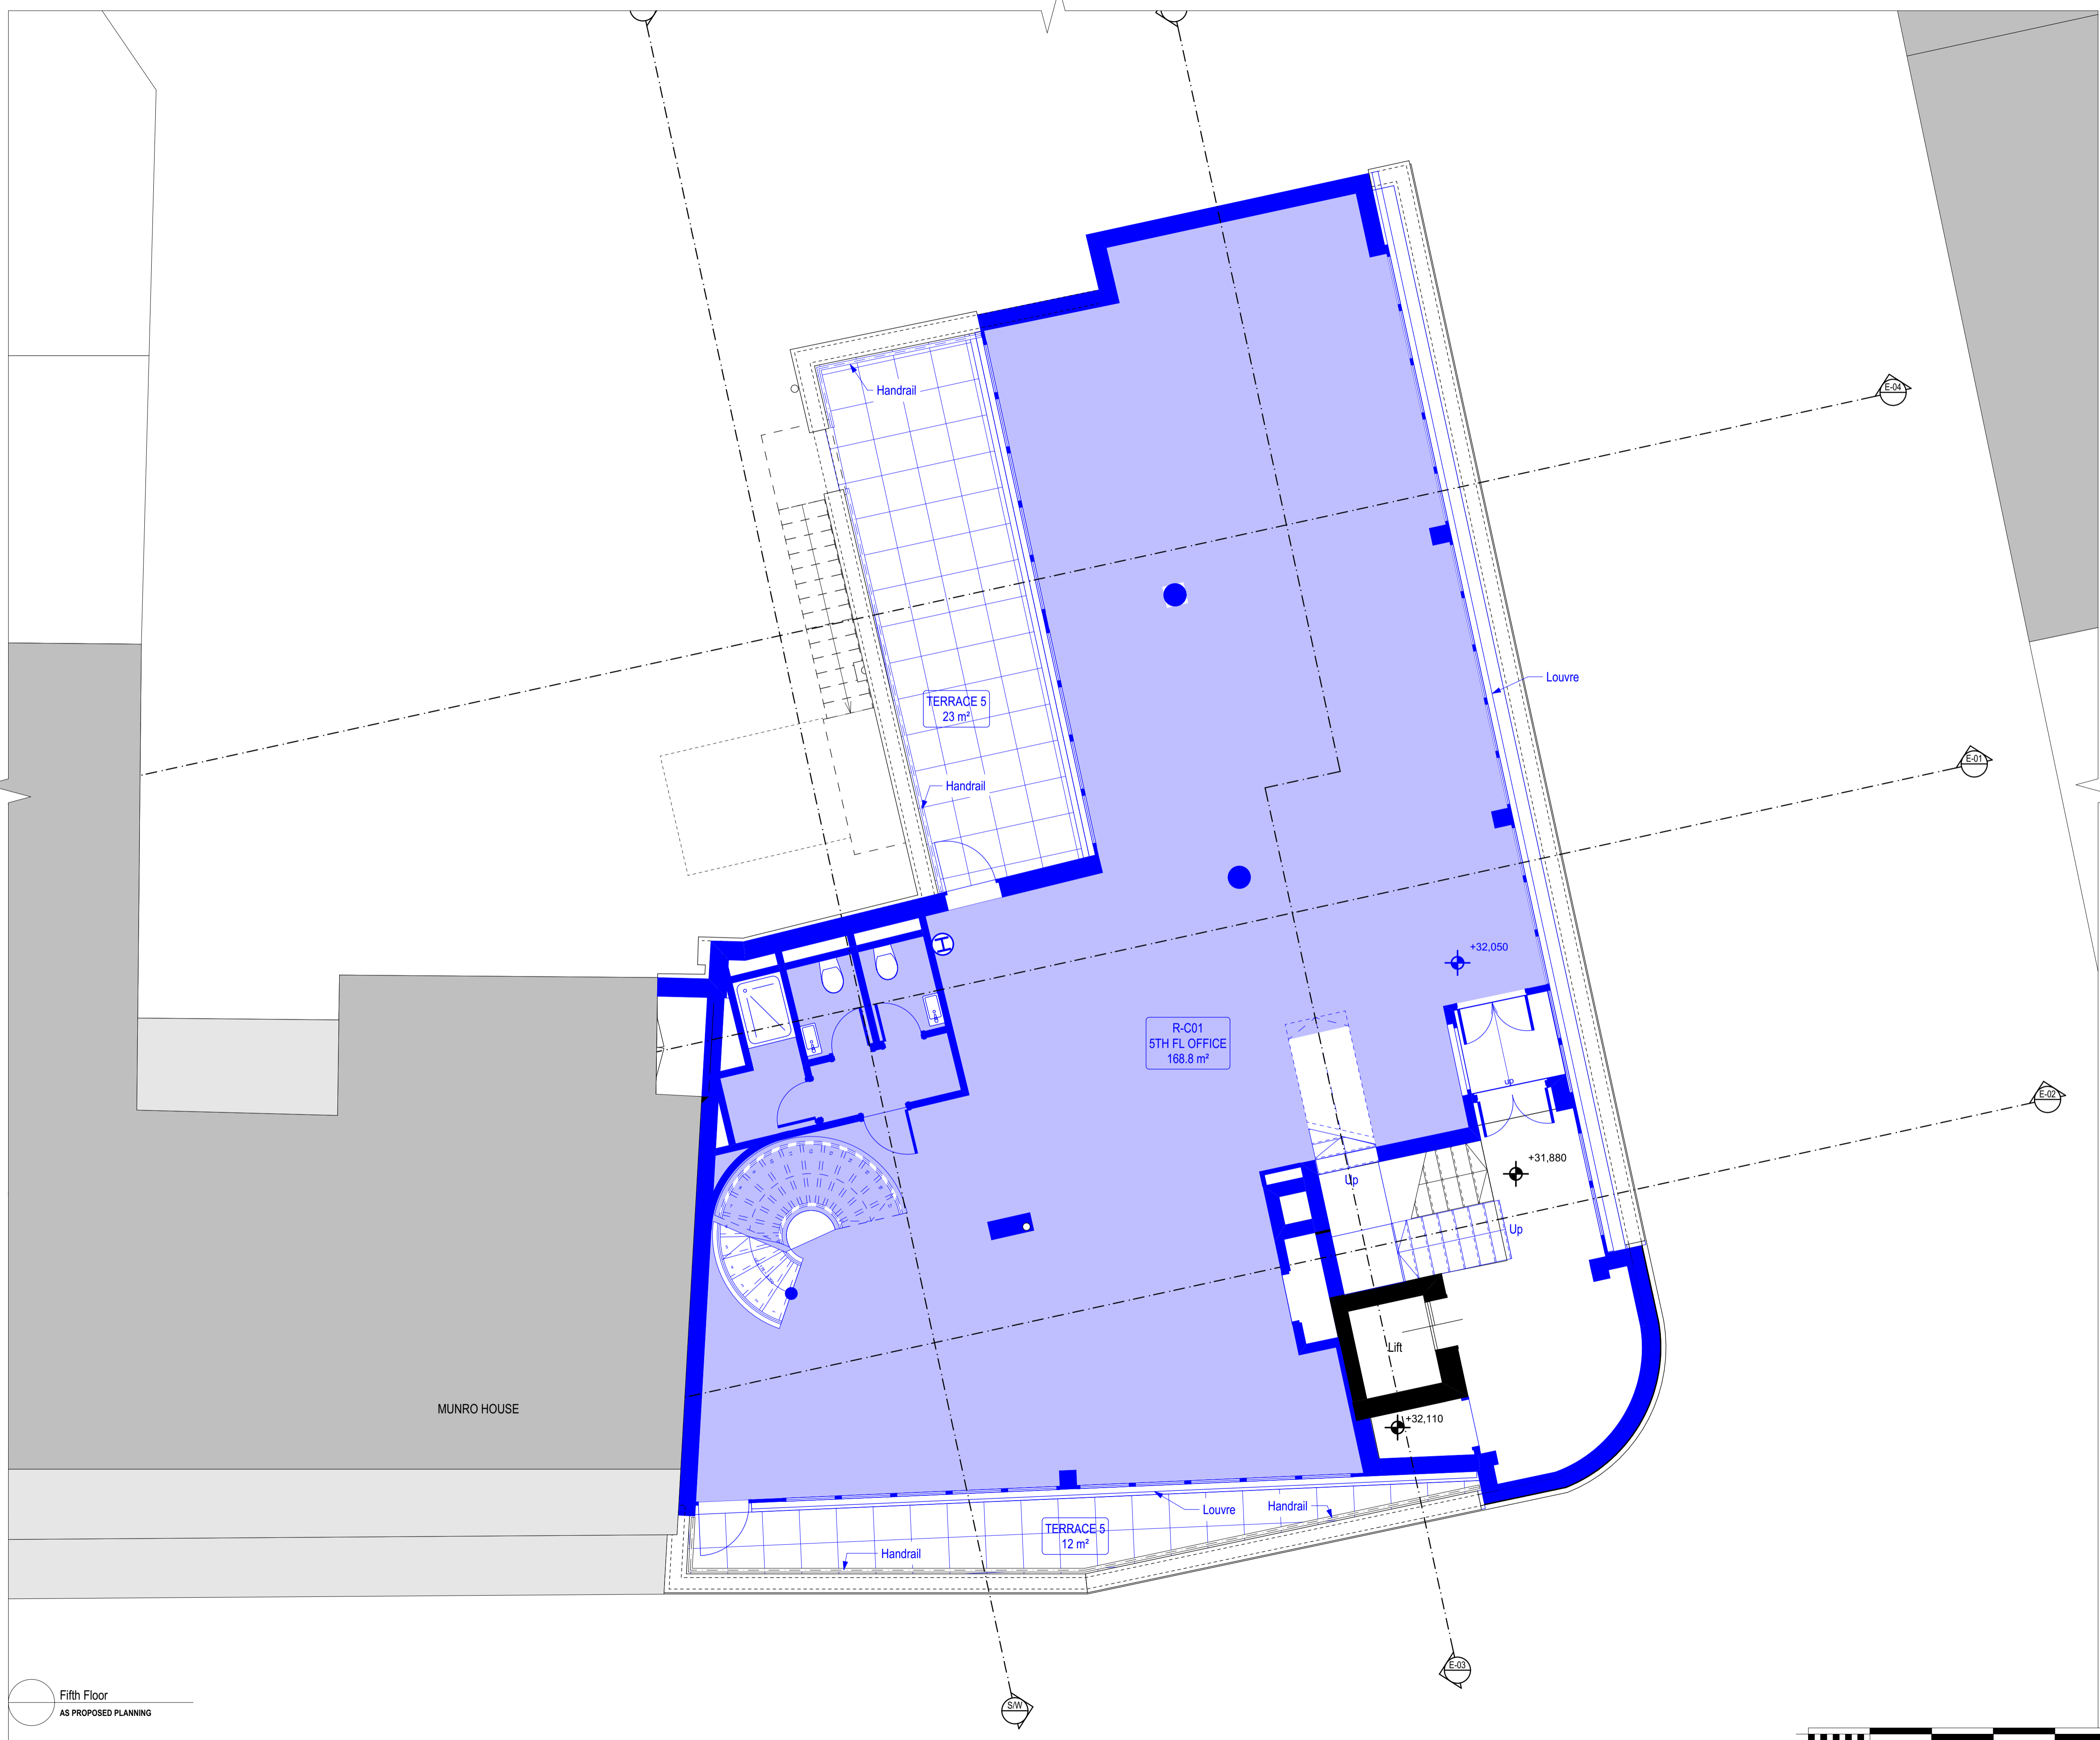 Handrail
E-04
Louvre
TERRACE 5
23 m²
Handrail
E-01
+32,050
R-C01
5TH FL OFFICE
168.8 m²
up
E-02
+31,880
Up
Up
Lift
MUNRO HOUSE
+32,110
Louvre
Handrail
TERRACE 5
12 m²
Handrail
E-03
Fifth Floor
AS PROPOSED PLANNING
S/W